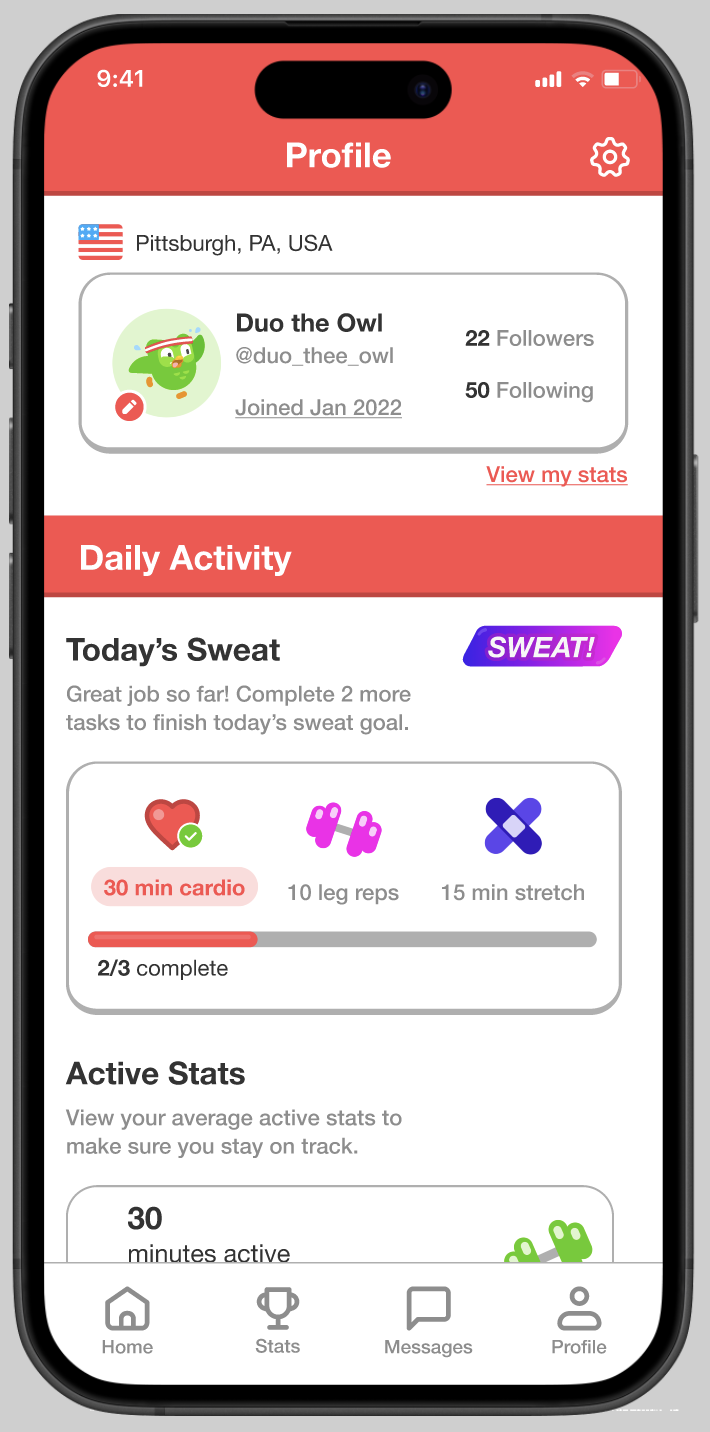 9:41
Profile
Pittsburgh, PA, USA
Duo the Owl
@duo_thee_owl
Joined Jan 2022
22 Followers
50 Following
View my stats
Daily Activity
Today’s Sweat
SWEAT!
Great job so far! Complete 2 more
tasks to finish today’s sweat goal.
30 min cardio
10 leg reps
15 min stretch
2/3 complete
Active Stats
View your average active stats to
make sure you stay on track.
30
minutes active
Home
Stats
Messages
Profile